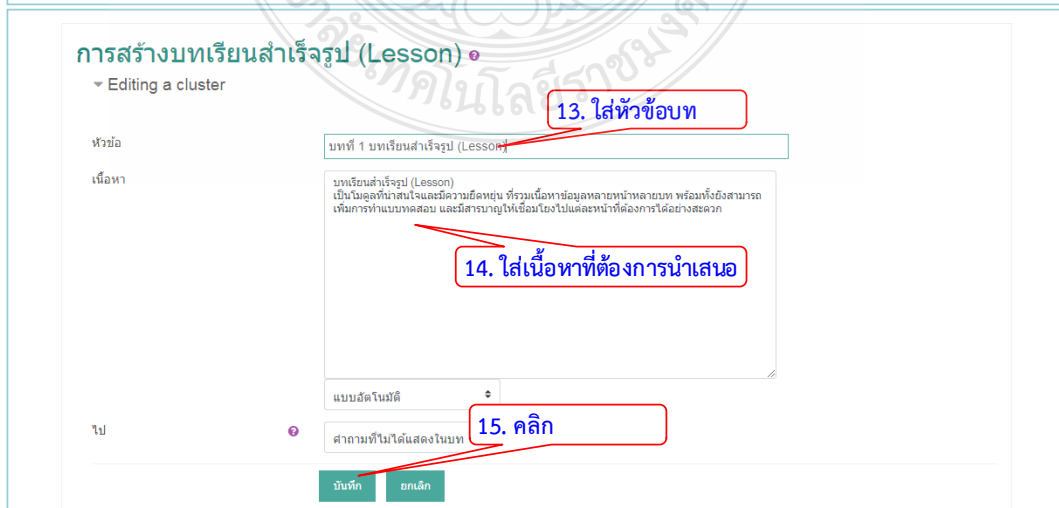 การสร้างบทเรียนสำเร็จรูป (Lesson)
Editing a cluster
13. ใส่หัวข้อบท
หัวข้อ
บทที่ 1 บทเรียนสำเร็จรูป (Lesson)
เนื้อหา
บทเรียนสำเร็จรูป (Lesson)
เป็นโมดูลที่น่าสนใจและมีความยืดหยุ่น ที่รวมเนื้อหาข้อมูลหลายหน้าหลายบท พร้อมทั้งยังสามารถ
เพิ่มการทำแบบทดสอบ และมีสารบาญให้เชื่อมโยงไปแต่ละหน้าที่ต้องการได้อย่างสะดวก
14. ใส่เนื้อหาที่ต้องการนำเสนอ
แบบอัตโนมัติ
15. คลิก
ไป
คำถามที่ไม่ได้แสดงในบท
บันทึก
ยกเลิก